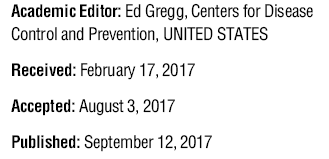 Academic Editor: Ed Gregg, Centers for Disease
Control and Prevention, UNITED STATES
Received: February 17, 2017
Accepted: August 3, 2017
Published: September 12, 2017